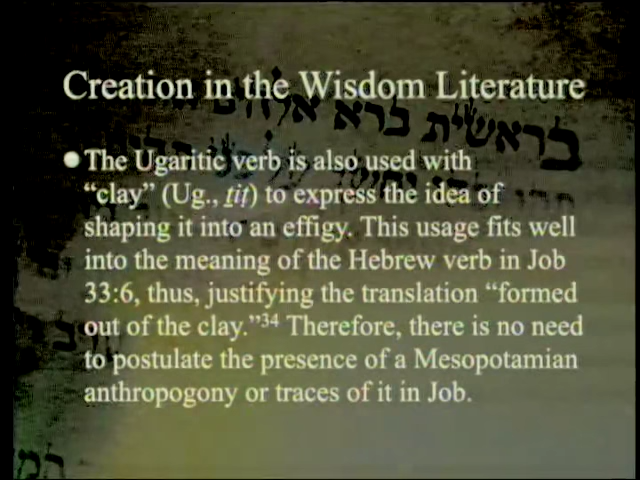 Creation in the Wisdom Literature
בראשית ברא אלהים
• The Ugaritic verb is also used with
“clay” (Ug., ṭiṭ) to express the idea of
shaping it into an effigy. This usage fits well
into the meaning of the Hebrew verb in Job
33:6, thus, justifying the translation “formed
out of the clay.”³⁴ Therefore, there is no need
to postulate the presence of a Mesopotamian
anthropogony or traces of it in Job.